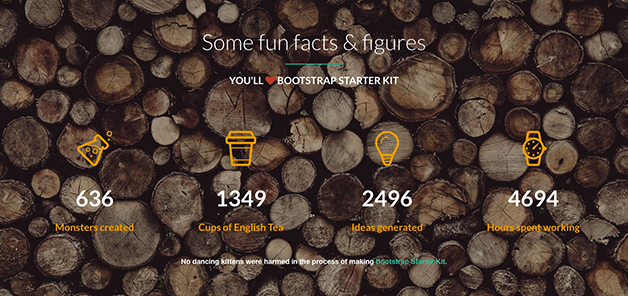 Some fun facts & figures
YOU'LL ❤ BOOTSTRAP STARTER KIT
636 1349 2496 4694
Monsters created Cups of English Tea Ideas generated Hours spent working
No dancing kittens were harmed in the process of making Bootstrap Starter Kit.